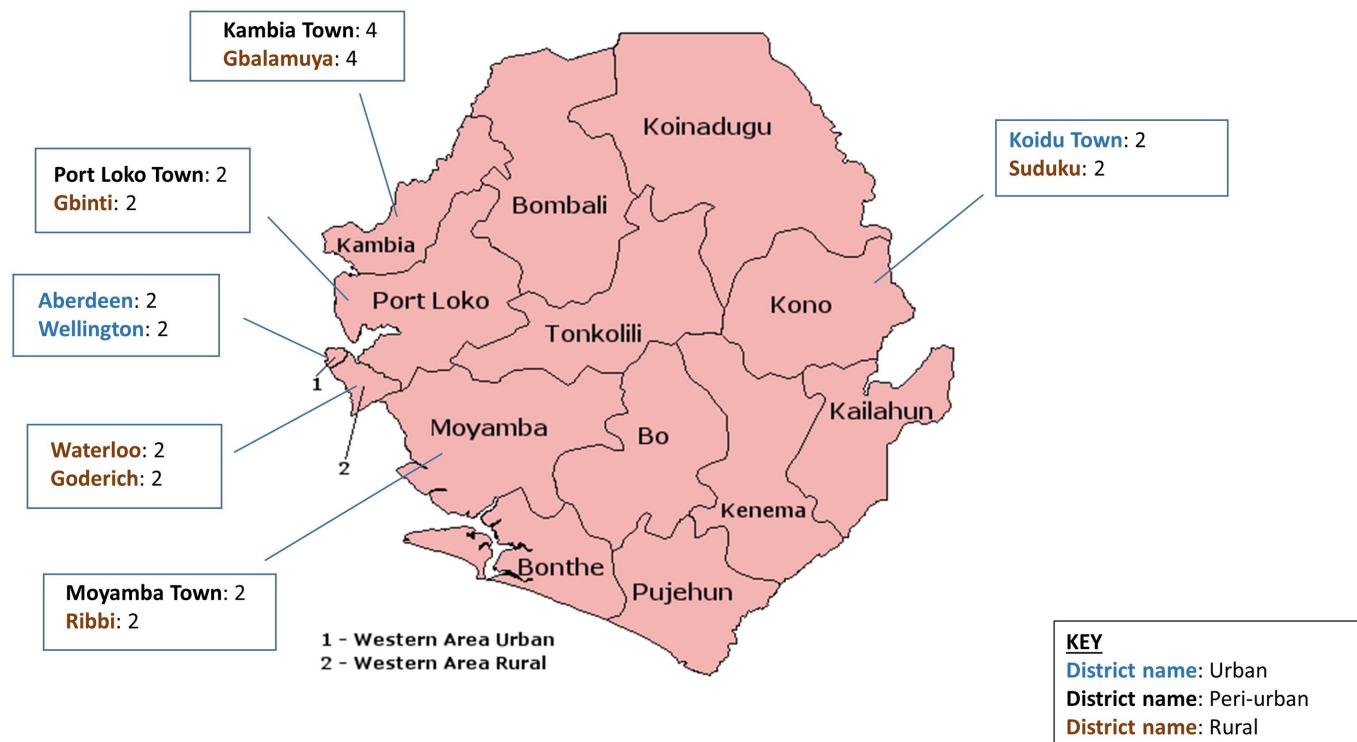 Kambia Town: 4
Gbalamuya: 4
Port Loko Town: 2
Gbinti: 2
Aberdeen: 2
Wellington: 2
Waterloo: 2
Goderich: 2
Moyamba Town: 2
Ribbi: 2
Koidu Town: 2
Suduku: 2
Koinadugu
Bombali
Kambia
Port Loko
Kono
Tonkolili
1
Kailahun
Moyamba
Bo
2
Kenema
Bonthe
Pujehun
1 - Western Area Urban
2 - Western Area Rural
KEY
District name: Urban
District name: Peri-urban
District name: Rural